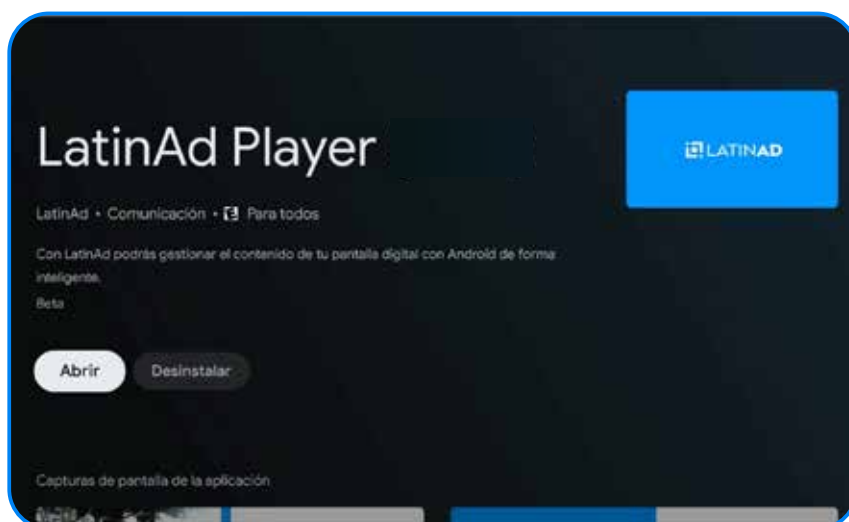 LatinAd Player
LATINAD
LatinAd • Comunicación • E Para todos
Con LatinAd podrás gestionar el contenido de tu pantalla digital con Android de forma
inteligente.
Beta
Abrir
Desinstalar
Capturas de pantalla de la aplicación